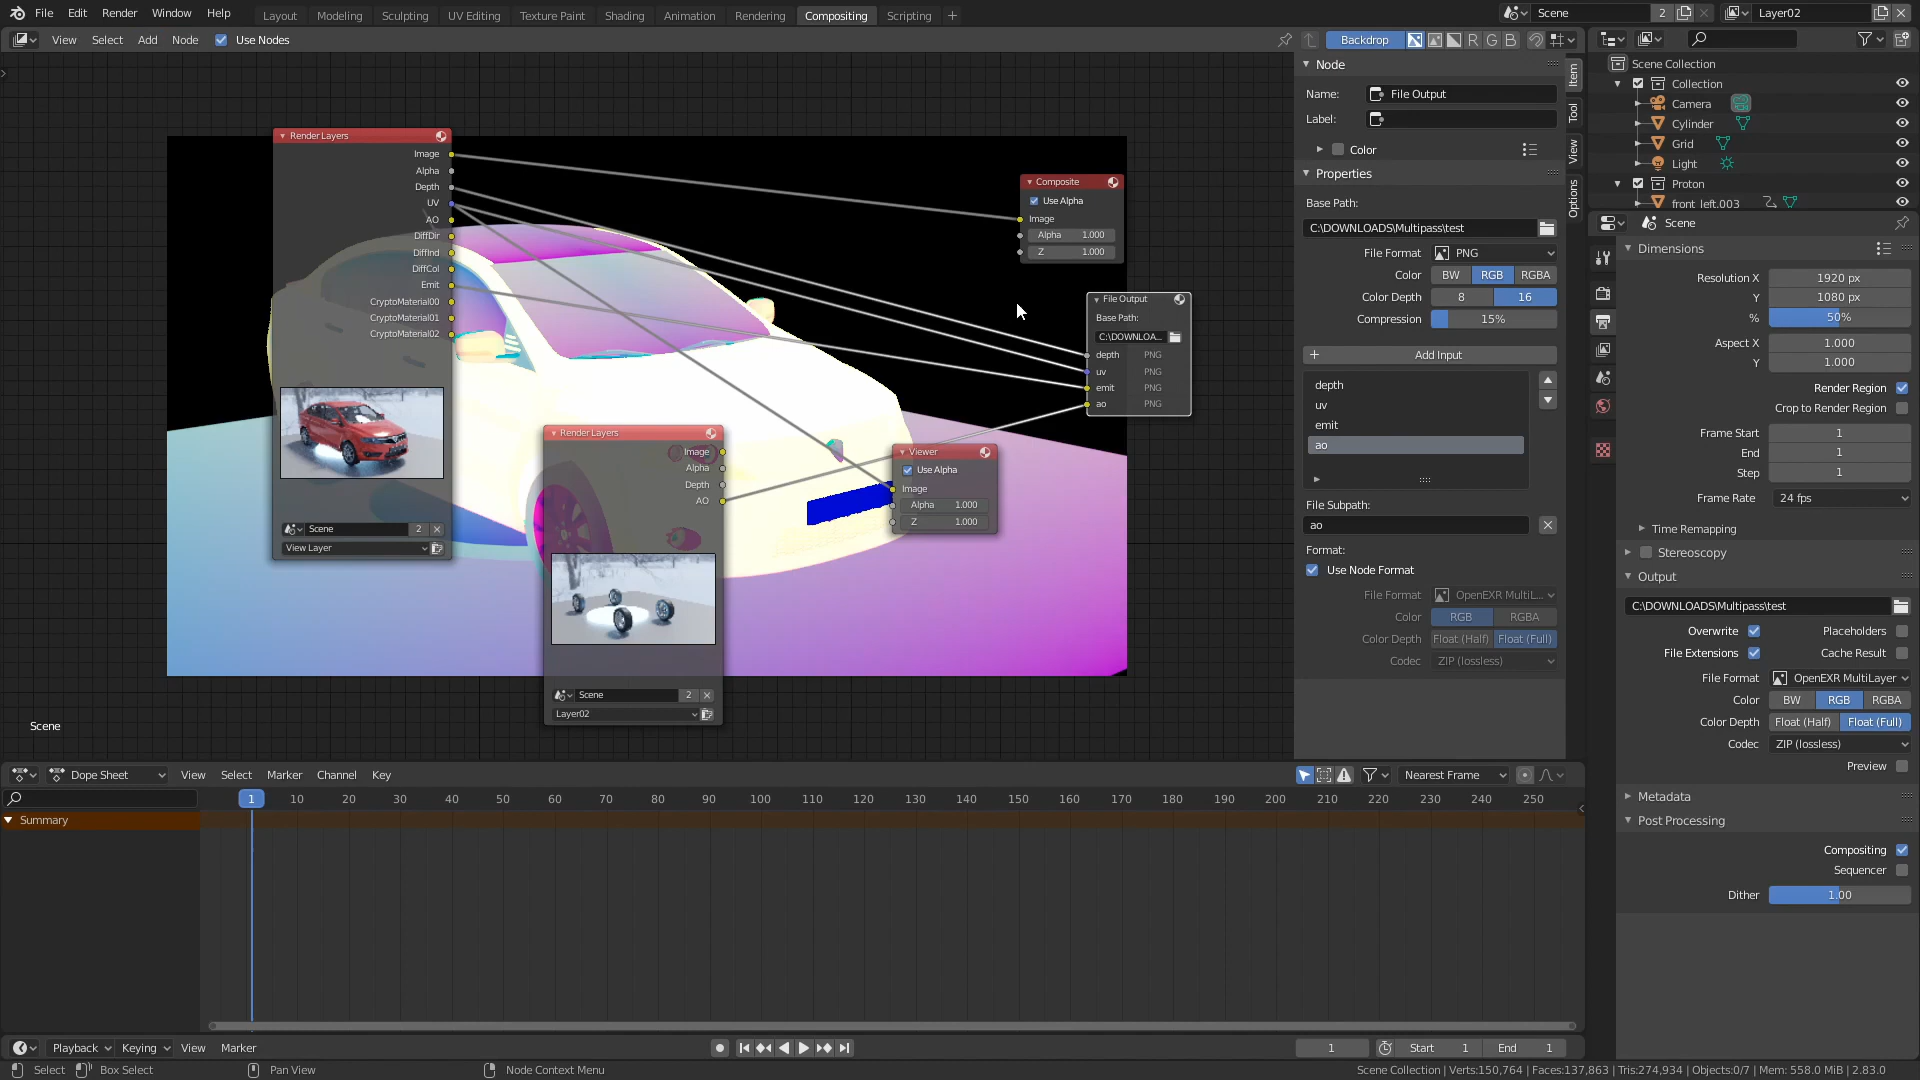 File Edit Render Window Help Layout Modeling Sculpting UV Editing Texture Paint Shading Animation Rendering Compositing Scripting + Scene 2 Layer02
View Select Add Node Use Nodes Backdrop R G B
Node
Name: File Output
Label:
Color
Properties
Base Path:
C:\DOWNLOADS\Multipass\test
File Format PNG
Color BW RGB RGBA
Color Depth 8 16
Compression 15%
Add Input
depth
uv
emit
ao
File Subpath:
ao
Format:
Use Node Format
File Format OpenEXR MultiL...
Color RGB RGBA
Color Depth Float (Half) Float (Full)
Codec ZIP (lossless)
Item
Tool
View
Options
Render Layers
Image
Alpha
Depth
UV
AO
DiffDir
DiffInd
DiffCol
Emit
CryptoMaterial00
CryptoMaterial01
CryptoMaterial02
Scene 2
View Layer
Render Layers
Image
Alpha
Depth
AO
Scene 2
Layer02
Composite
Use Alpha
Image
Alpha 1.000
Z 1.000
File Output
Base Path:
C:\DOWNLOA...
depth PNG
uv PNG
emit PNG
ao PNG
Viewer
Use Alpha
Image
Alpha 1.000
Z 1.000
Scene
Scene Collection
Collection
Camera
Cylinder
Grid
Light
Proton
front left.003
Scene
Dimensions
Resolution X 1920 px
Y 1080 px
% 50%
Aspect X 1.000
Y 1.000
Render Region
Crop to Render Region
Frame Start 1
End 1
Step 1
Frame Rate 24 fps
Time Remapping
Stereoscopy
Output
C:\DOWNLOADS\Multipass\test
Overwrite Placeholders
File Extensions Cache Result
File Format OpenEXR MultiLayer
Color BW RGB RGBA
Color Depth Float (Half) Float (Full)
Codec ZIP (lossless)
Preview
Metadata
Post Processing
Compositing
Sequencer
Dither 1.00
Dope Sheet View Select Marker Channel Key Nearest Frame
1 10 20 30 40 50 60 70 80 90 100 110 120 130 140 150 160 170 180 190 200 210 220 230 240 250
Summary
Playback Keying View Marker 1 Start 1 End 1
Select Box Select Pan View Node Context Menu Scene Collection | Verts:150,764 | Faces:137,863 | Tris:274,934 | Objects:0/7 | Mem: 558.0 MiB | 2.83.0